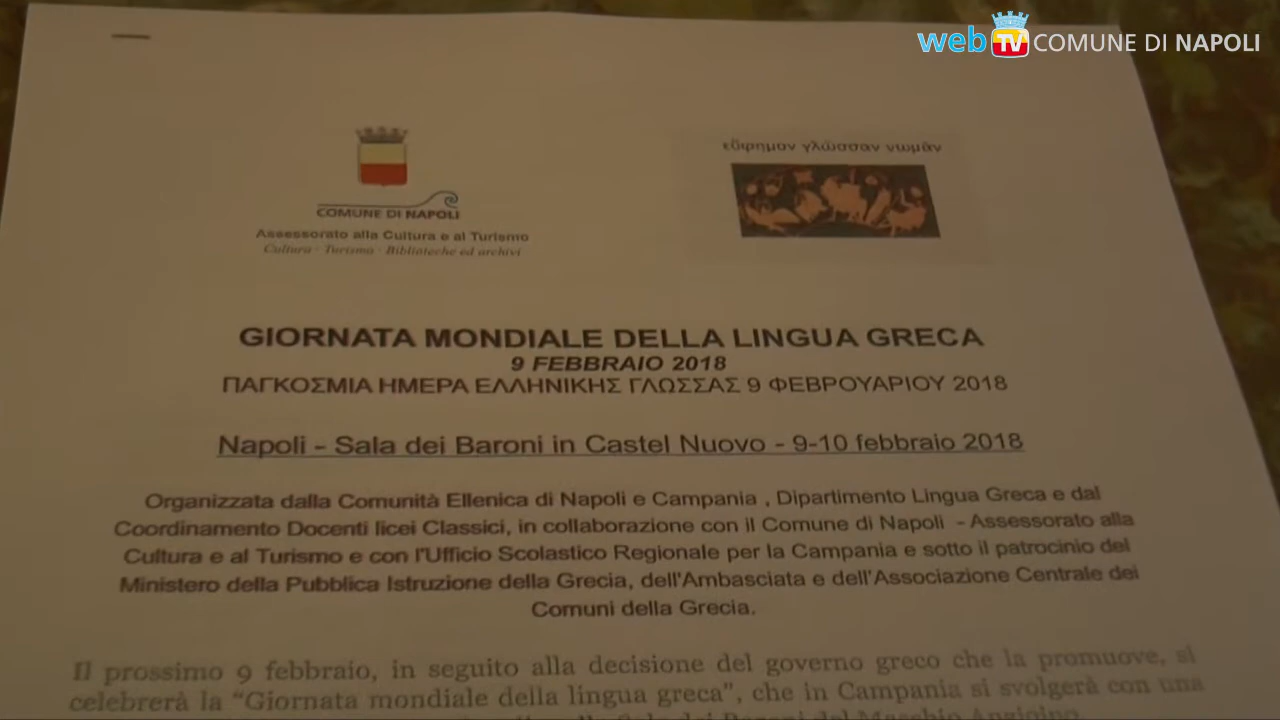 web TV COMUNE DI NAPOLI
COMUNE DI NAPOLI
Assessorato alla Cultura e al Turismo
Cultura · Turismo · Biblioteche ed archivi
εὔφημον γλῶσσαν νωμᾶν
GIORNATA MONDIALE DELLA LINGUA GRECA
9 FEBBRAIO 2018
ΠΑΓΚΟΣΜΙΑ ΗΜΕΡΑ ΕΛΛΗΝΙΚΗΣ ΓΛΩΣΣΑΣ 9 ΦΕΒΡΟΥΑΡΙΟΥ 2018
Napoli - Sala dei Baroni in Castel Nuovo - 9-10 febbraio 2018
Organizzata dalla Comunità Ellenica di Napoli e Campania , Dipartimento Lingua Greca e dal
Coordinamento Docenti licei Classici, in collaborazione con il Comune di Napoli - Assessorato alla
Cultura e al Turismo e con l'Ufficio Scolastico Regionale per la Campania e sotto il patrocinio del
Ministero della Pubblica Istruzione della Grecia, dell'Ambasciata e dell'Associazione Centrale dei
Comuni della Grecia.
Il prossimo 9 febbraio, in seguito alla decisione del governo greco che la promuove, si
celebrerà la “Giornata mondiale della lingua greca”, che in Campania si svolgerà con una